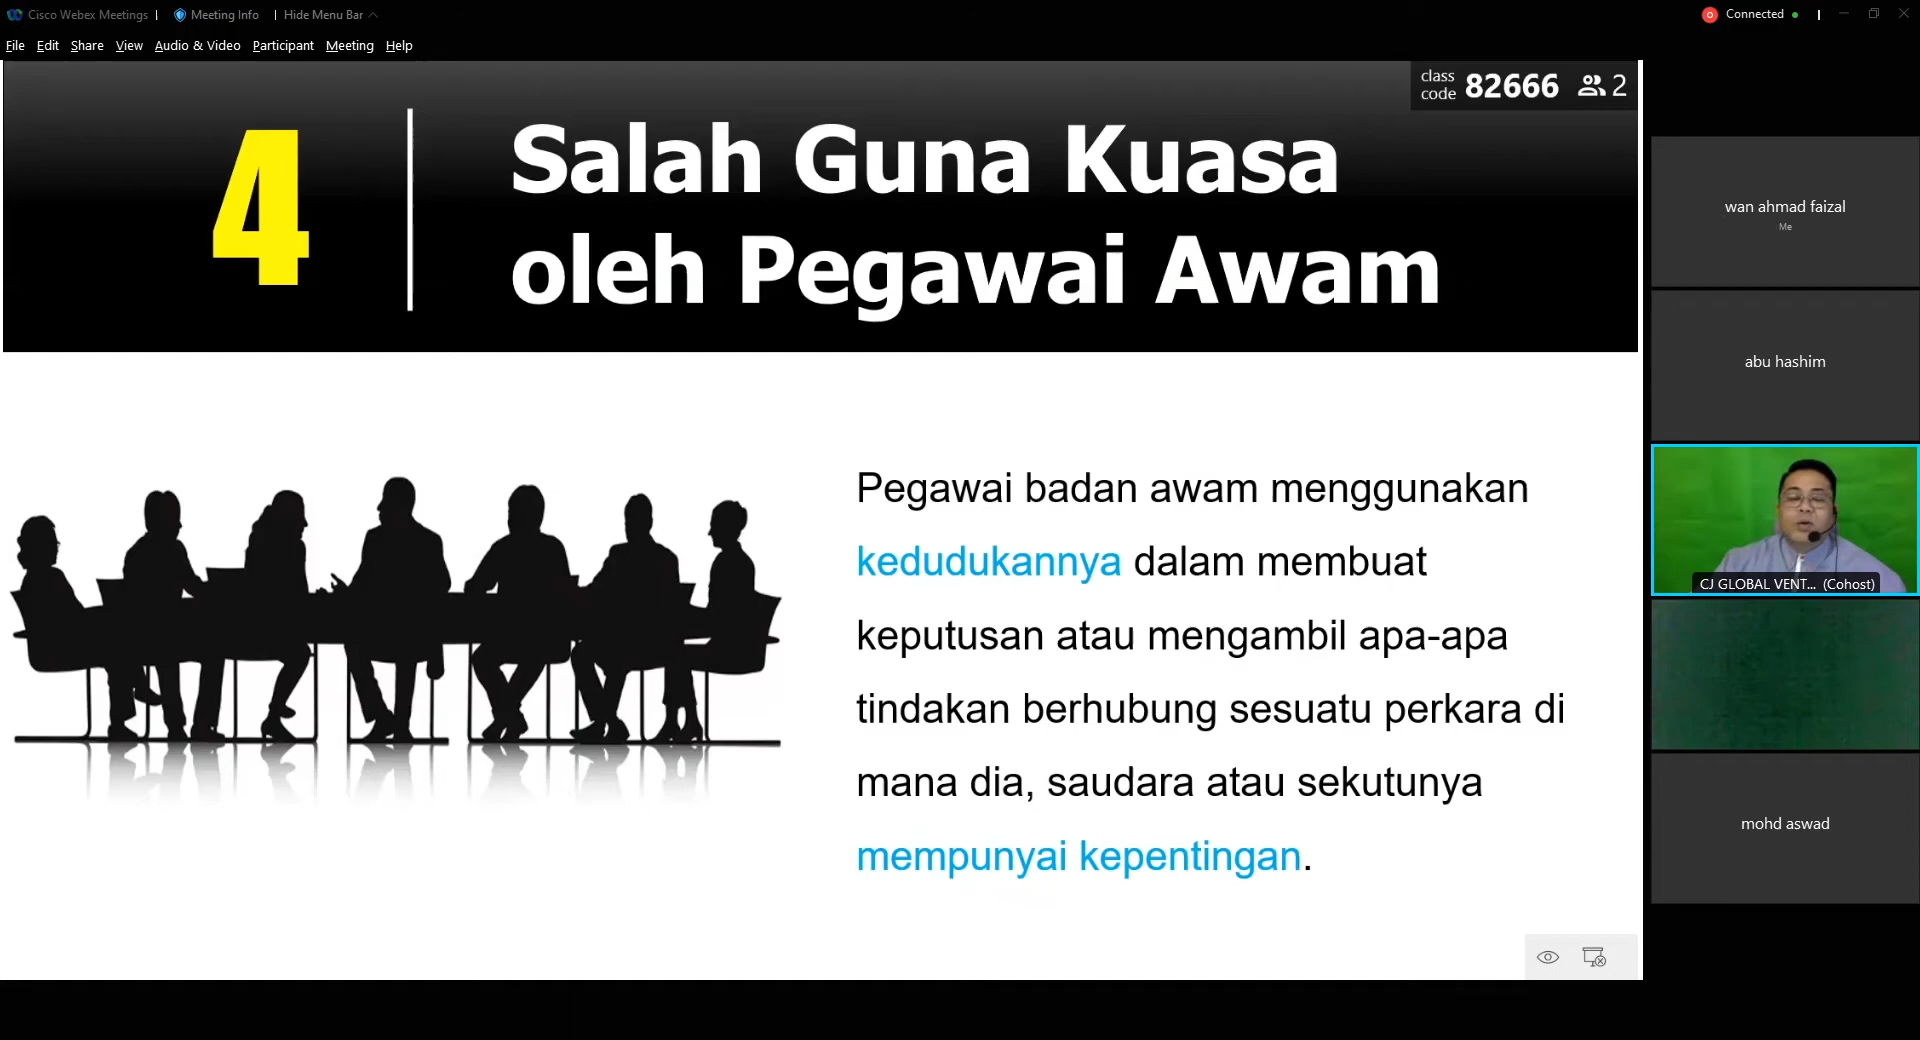 Cisco Webex Meetings | Meeting Info | Hide Menu Bar
Connected
File Edit Share View Audio & Video Participant Meeting Help
class code 82666 2
4
Salah Guna Kuasa
oleh Pegawai Awam
Pegawai badan awam menggunakan
kedudukannya dalam membuat
keputusan atau mengambil apa-apa
tindakan berhubung sesuatu perkara di
mana dia, saudara atau sekutunya
mempunyai kepentingan.
wan ahmad faizal
Me
abu hashim
CJ GLOBAL VENT... (Cohost)
mohd aswad